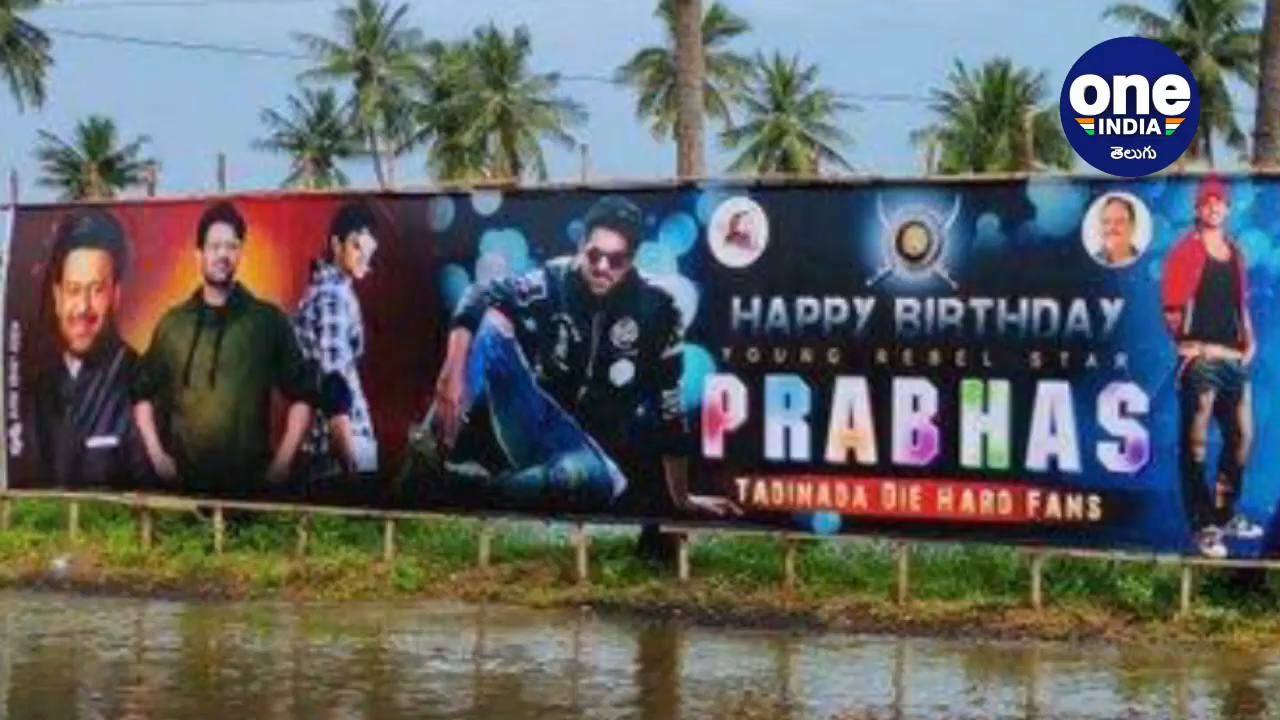 one
INDIA
తెలుగు
HAPPY BIRTHDAY
YOUNG REBEL STAR
PRABHAS
TADINADA DIE HARD FANS